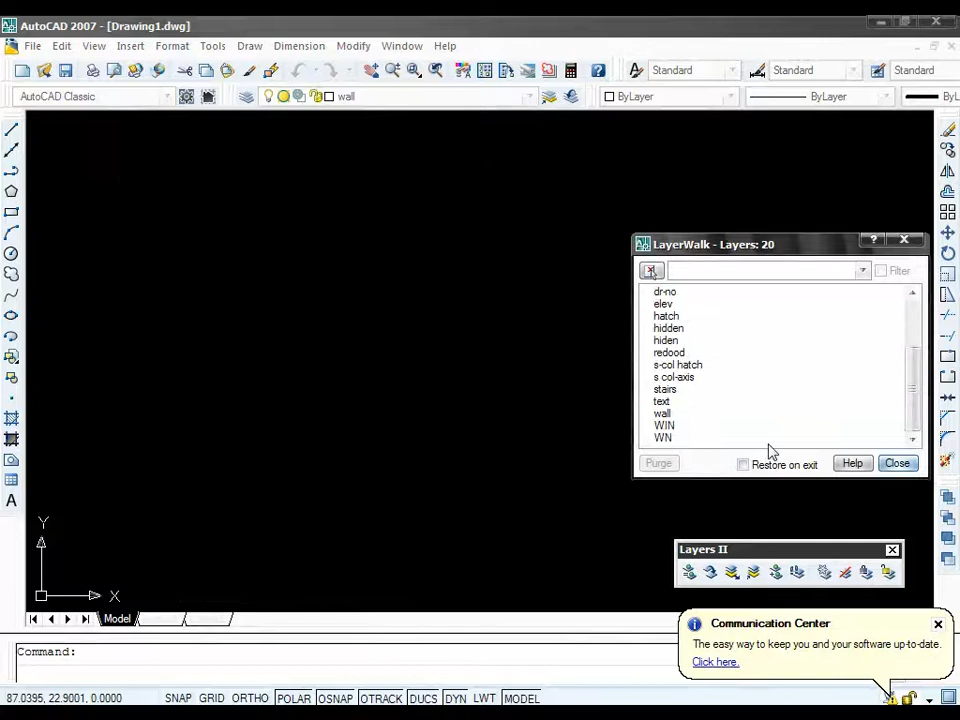 AutoCAD 2007 - [Drawing1.dwg]
File Edit View Insert Format Tools Draw Dimension Modify Window Help
Standard Standard Standard
AutoCAD Classic wall ByLayer ByLayer ByL
LayerWalk - Layers: 20
Filter
dr-no
elev
hatch
hidden
hiden
redood
s-col hatch
s col-axis
stairs
text
wall
WIN
WN
Purge Restore on exit Help Close
Y
X
Layers II
Model
Communication Center
The easy way to keep you and your software up-to-date.
Click here.
Command:
87.0395, 22.9001, 0.0000 SNAP GRID ORTHO POLAR OSNAP OTRACK DUCS DYN LWT MODEL